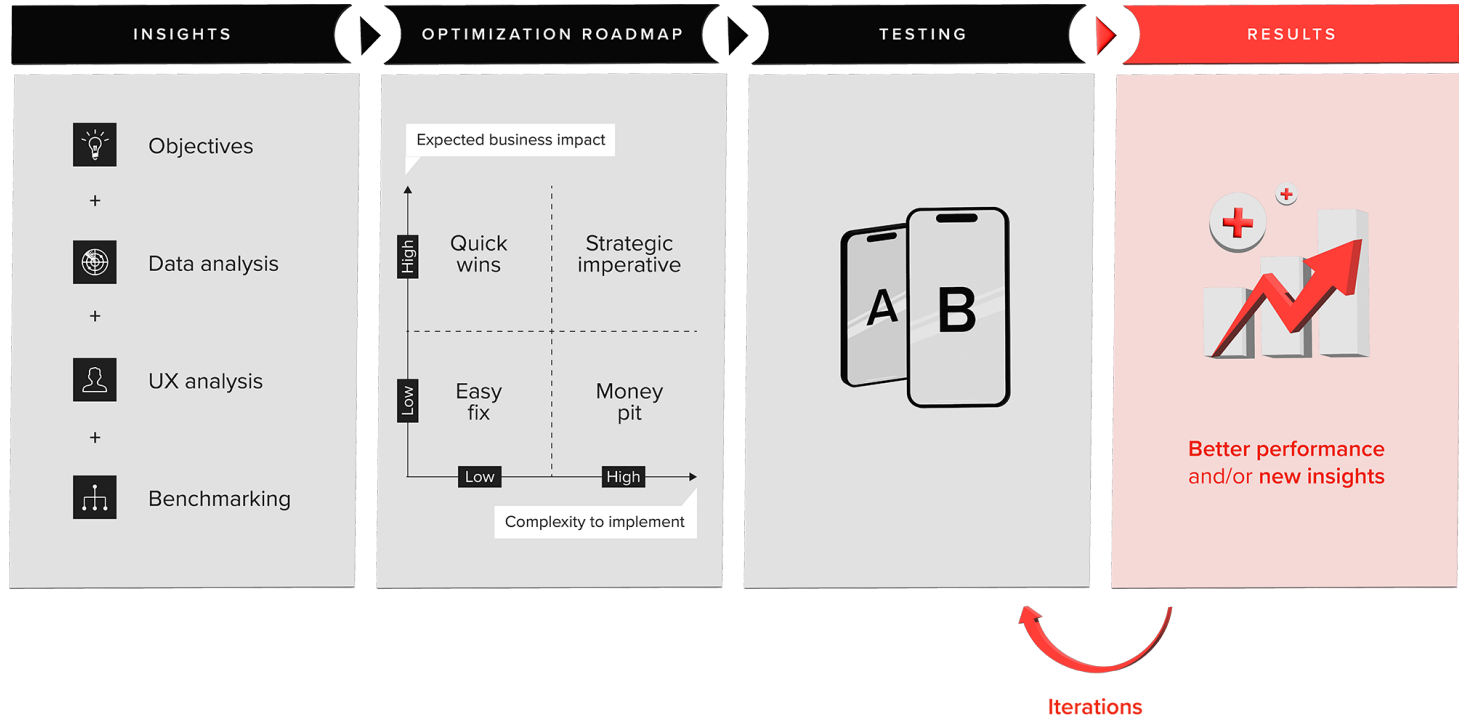 INSIGHTS
OPTIMIZATION ROADMAP
TESTING
RESULTS
Objectives
+
Data analysis
+
UX analysis
+
Benchmarking
Expected business impact
High
Quick
wins
Strategic
imperative
Low
Easy
fix
Money
pit
Low
High
Complexity to implement
A
B
Better performance
and/or new insights
Iterations